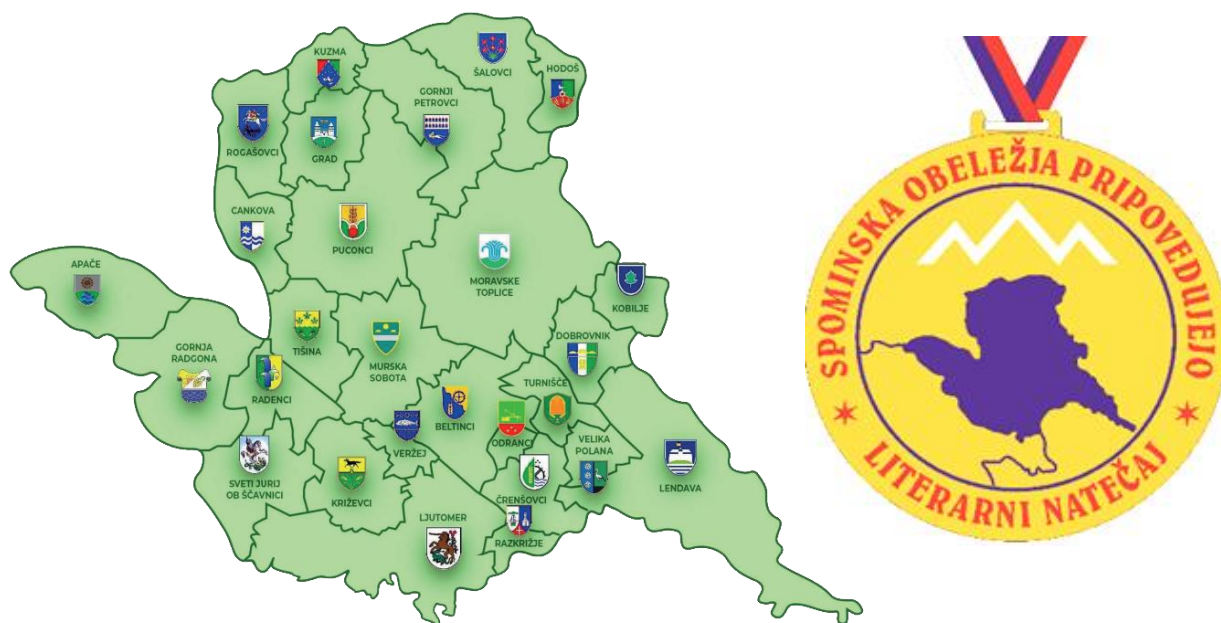 KUZMA
ŠALOVCI
HODOŠ
GORNJI
PETROVCI
ROGAŠOVCI
GRAD
CANKOVA
PUCONCI
MORAVSKE
TOPLICE
APAČE
KOBILJE
TIŠINA
DOBROVNIK
GORNJA
RADGONA
MURSKA
SOBOTA
RADENCI
TURNIŠČE
BELTINCI
ODRANCI
VELIKA
POLANA
VERŽEJ
LENDAVA
SVETI JURIJ
OB ŠČAVNICI
KRIŽEVCI
ČRENŠOVCI
LJUTOMER
RAZKRIŽJE
SPOMINSKA OBELEŽJA PRIPOVEDUJEJO
LITERARNI NATEČAJ